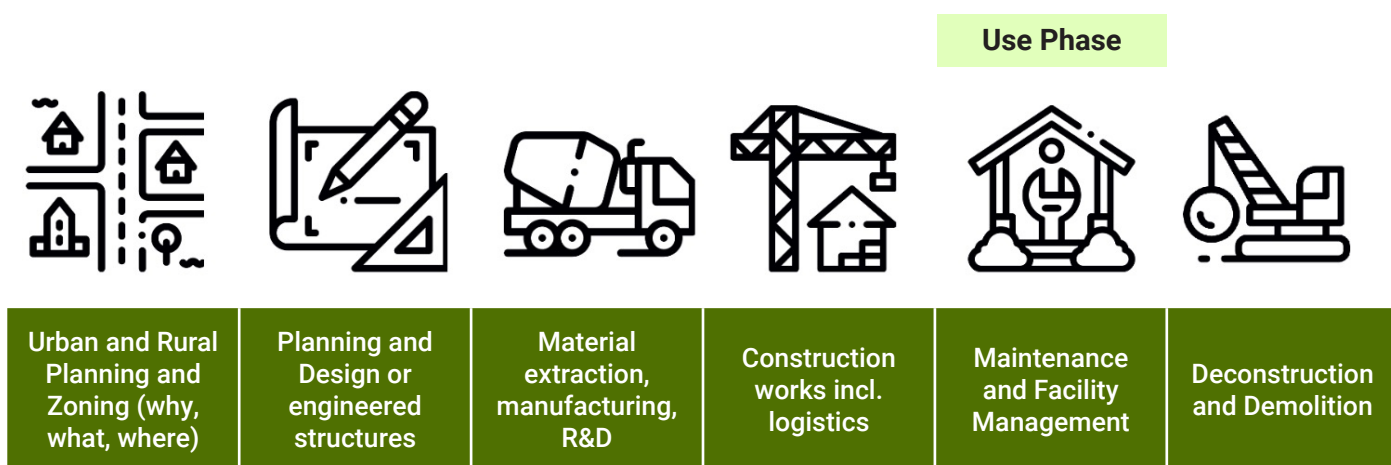 Use Phase
Urban and Rural
Planning and
Zoning (why,
what, where)
Planning and
Design or
engineered
structures
Material
extraction,
manufacturing,
R&D
Construction
works incl.
logistics
Maintenance
and Facility
Management
Deconstruction
and Demolition